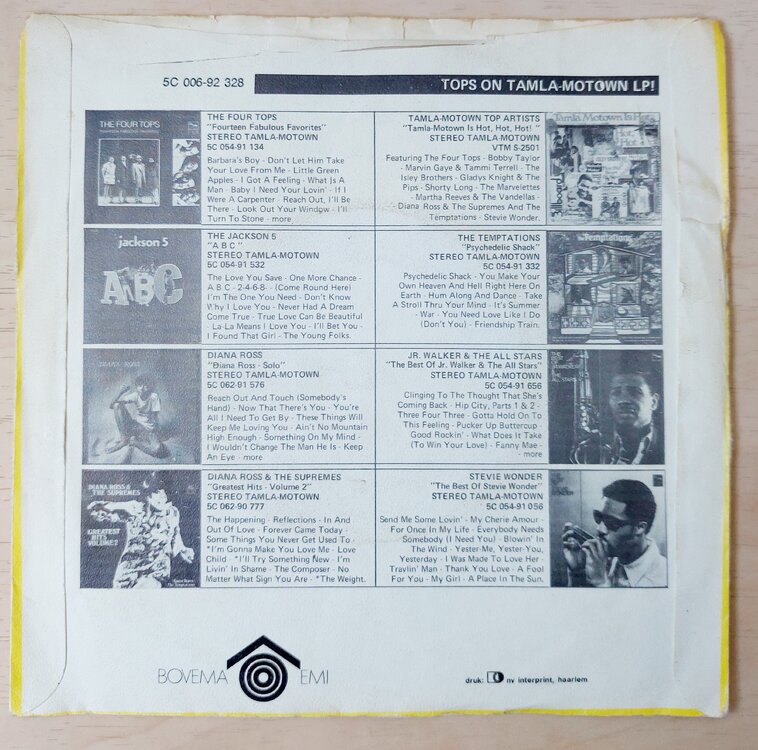 5C 006-92 328
TOPS ON TAMLA-MOTOWN LP!
THE FOUR TOPS
THE FOUR TOPS
"Fourteen Fabulous Favorites"
STEREO TAMLA-MOTOWN
5C 054-91 134
Barbara's Boy - Don't Let Him Take
Your Love From Me - Little Green
Apples - I Got A Feeling - What Is A
Man - Baby I Need Your Lovin' - If I
Were A Carpenter - Reach Out, I'll Be
There - Look Out Your Window - I'll
Turn To Stone - more
TAMLA-MOTOWN TOP ARTISTS
"Tamla-Motown Is Hot, Hot, Hot! "
STEREO TAMLA-MOTOWN
VTM S-2501
Featuring The Four Tops - Bobby Taylor
- Marvin Gaye & Tammi Terrell - The
Isley Brothers - Gladys Knight & The
Pips - Shorty Long - The Marvelettes
- Martha Reeves & The Vandellas -
Diana Ross & The Supremes And The
Temptations - Stevie Wonder.
Tamla Motown Is Hot,
Hot,
jackson 5
ABC
THE JACKSON 5
"A B C"
STEREO TAMLA-MOTOWN
5C 054-91 532
The Love You Save - One More Chance -
A B C - 2-4-6-8- - (Come Round Here)
I'm The One You Need - Don't Know
Why I Love You - Never Had A Dream
Come True - True Love Can Be Beautiful
- La-La Means I Love You - I'll Bet You -
I Found That Girl - The Young Folks.
THE TEMPTATIONS
"Psychedelic Shack"
STEREO TAMLA-MOTOWN
5C 054-91 332
Psychedelic Shack - You Make Your
Own Heaven And Hell Right Here On
Earth - Hum Along And Dance - Take
A Stroll Thru Your Mind - It's Summer
- War - You Need Love Like I Do
(Don't You) - Friendship Train.
The Temptations
DIANA ROSS
DIANA ROSS
"Diana Ross - Solo"
STEREO TAMLA-MOTOWN
5C 062-91 576
Reach Out And Touch (Somebody's
Hand) - Now That There's You - You're
All I Need To Get By - These Things Will
Keep Me Loving You - Ain't No Mountain
High Enough - Something On My Mind -
I Wouldn't Change The Man He Is - Keep
An Eye - more
JR. WALKER & THE ALL STARS
"The Best Of Jr. Walker & The All Stars"
STEREO TAMLA-MOTOWN
5C 054-91 656
Clinging To The Thought That She's
Coming Back - Hip City, Parts 1 & 2 -
Three Four Three - Gotta Hold On To
This Feeling - Pucker Up Buttercup -
Good Rockin' - What Does It Take
(To Win Your Love) - Fanny Mae -
- more
DIANA ROSS &
THE SUPREMES
GREATEST
HITS
VOLUME 2
DIANA ROSS & THE SUPREMES
"Greatest Hits - Volume 2"
STEREO TAMLA-MOTOWN
5C 062-90 777
The Happening - Reflections - In And
Out Of Love - Forever Came Today -
Some Things You Never Get Used To -
*I'm Gonna Make You Love Me - Love
Child - *I'll Try Something New - I'm
Livin' In Shame - The Composer - No
Matter What Sign You Are - *The Weight.
STEVIE WONDER
"The Best Of Stevie Wonder"
STEREO TAMLA-MOTOWN
5C 054-91 056
Send Me Some Lovin' - My Cherie Amour -
For Once In My Life - Everybody Needs
Somebody (I Need You) - Blowin' In
The Wind - Yester-Me, Yester-You,
Yesterday - I Was Made To Love Her -
Travlin' Man - Thank You Love - A Fool
For You - My Girl - A Place In The Sun.
BOVEMA EMI
druk: nv interprint, haarlem